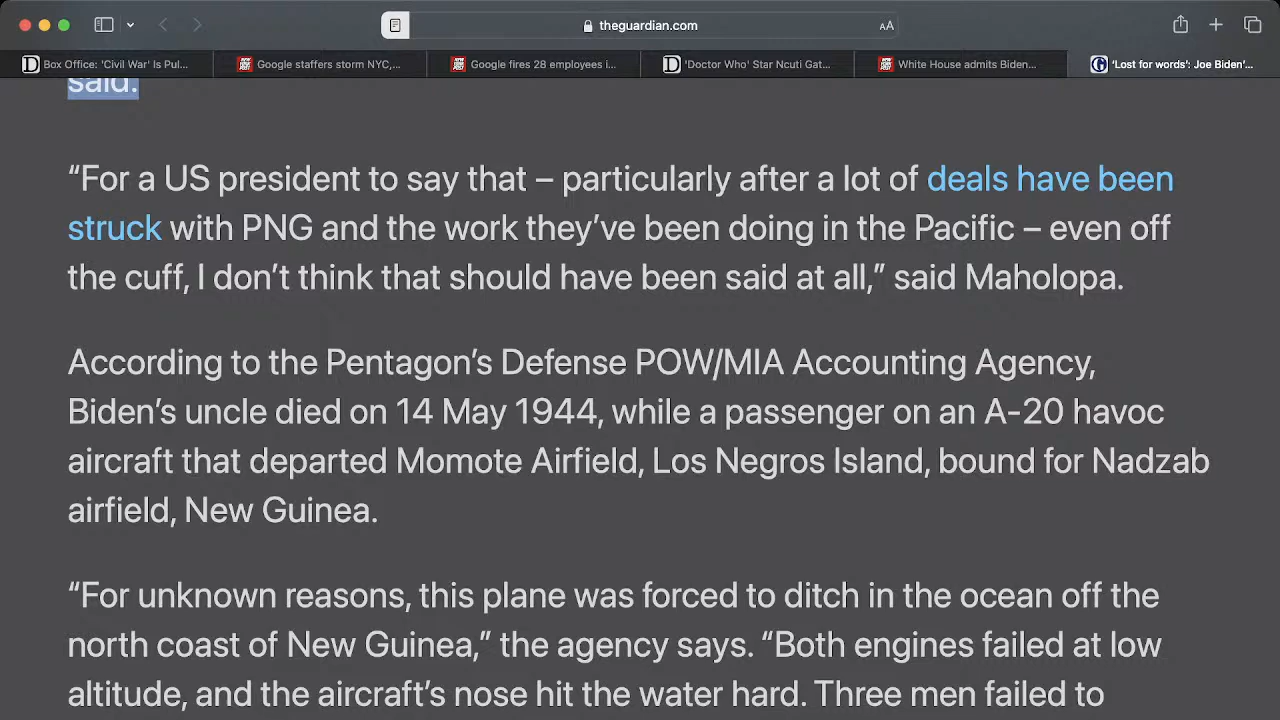 theguardian.com
AA
Box Office: 'Civil War' Is Pul...
Google staffers storm NYC,...
Google fires 28 employees i...
'Doctor Who' Star Ncuti Gat...
White House admits Biden...
'Lost for words': Joe Biden'...
said.
“For a US president to say that – particularly after a lot of deals have been
struck with PNG and the work they’ve been doing in the Pacific – even off
the cuff, I don’t think that should have been said at all,” said Maholopa.
According to the Pentagon’s Defense POW/MIA Accounting Agency,
Biden’s uncle died on 14 May 1944, while a passenger on an A-20 havoc
aircraft that departed Momote Airfield, Los Negros Island, bound for Nadzab
airfield, New Guinea.
“For unknown reasons, this plane was forced to ditch in the ocean off the
north coast of New Guinea,” the agency says. “Both engines failed at low
altitude, and the aircraft’s nose hit the water hard. Three men failed to